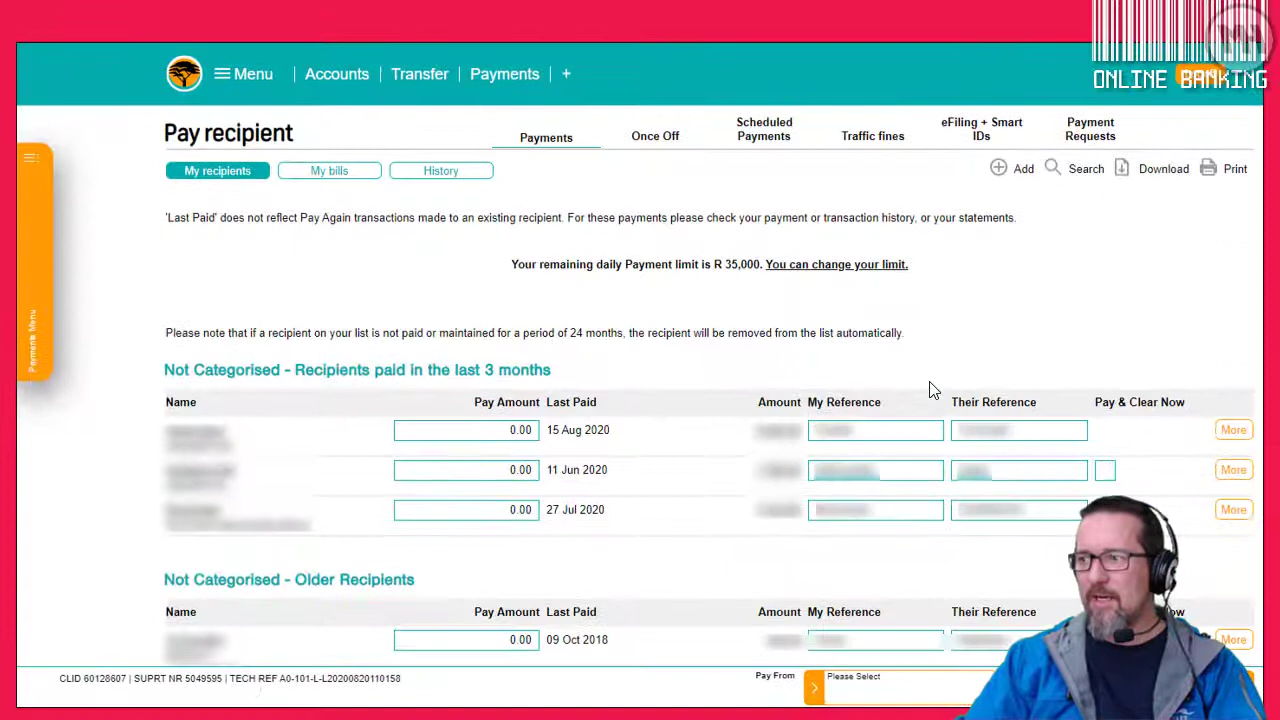 ONLINE BANKING
Menu | Accounts | Transfer | Payments | +
Pay recipient
Payments
Once Off
Scheduled
Payments
Traffic fines
eFiling + Smart
IDs
Payment
Requests
My recipients
My bills
History
Add
Search
Download
Print
'Last Paid' does not reflect Pay Again transactions made to an existing recipient. For these payments please check your payment or transaction history, or your statements.
Your remaining daily Payment limit is R 35,000. You can change your limit.
Please note that if a recipient on your list is not paid or maintained for a period of 24 months, the recipient will be removed from the list automatically.
Not Categorised - Recipients paid in the last 3 months
Name Pay Amount Last Paid Amount My Reference Their Reference Pay & Clear Now
0.00 15 Aug 2020 More
0.00 11 Jun 2020 More
0.00 27 Jul 2020 More
Not Categorised - Older Recipients
Name Pay Amount Last Paid Amount My Reference Their Reference
0.00 09 Oct 2018 More
Payments Menu
CLID 60128607 | SUPRT NR 5049595 | TECH REF A0-101-L-L20200820110158
Pay From
Please Select